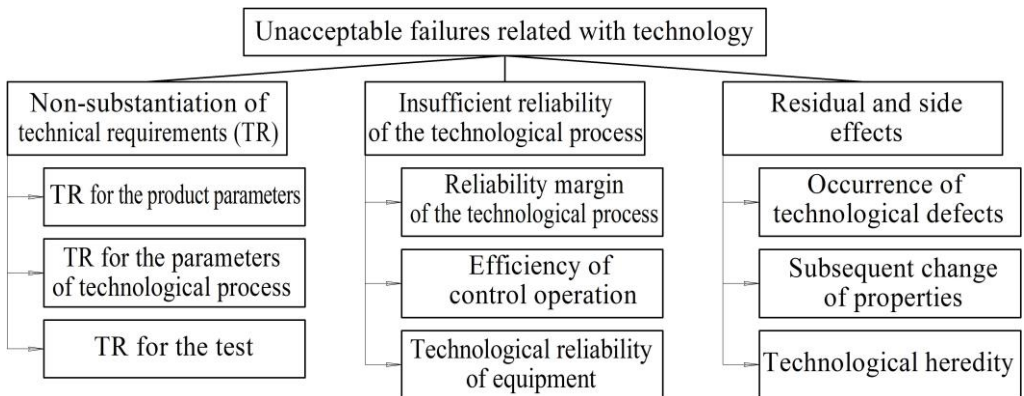 Unacceptable failures related with technology
Non-substantiation of
technical requirements (TR)
TR for the product parameters
TR for the parameters
of technological process
TR for the test
Insufficient reliability
of the technological process
Reliability margin
of the technological process
Efficiency of
control operation
Technological reliability
of equipment
Residual and side
effects
Occurrence of
technological defects
Subsequent change
of properties
Technological heredity